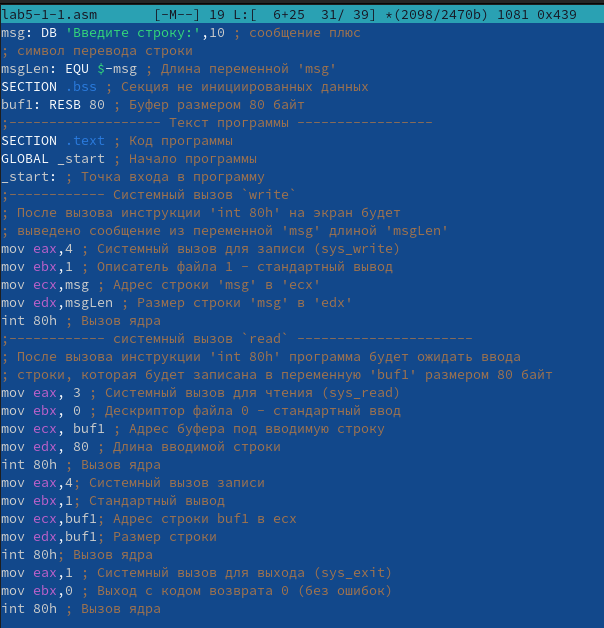 lab5-1-1.asm       [-M--] 19 L:[  6+25  31/ 39] *(2098/2470b) 1081 0x439
msg: DB 'Введите строку:',10 ; сообщение плюс
; символ перевода строки
msgLen: EQU $-msg ; Длина переменной 'msg'
SECTION .bss ; Секция не инициированных данных
buf1: RESB 80 ; Буфер размером 80 байт
;------------------- Текст программы -----------------
SECTION .text ; Код программы
GLOBAL _start ; Начало программы
_start: ; Точка входа в программу
;------------ Cистемный вызов `write`
; После вызова инструкции 'int 80h' на экран будет
; выведено сообщение из переменной 'msg' длиной 'msgLen'
mov eax,4 ; Системный вызов для записи (sys_write)
mov ebx,1 ; Описатель файла 1 - стандартный вывод
mov ecx,msg ; Адрес строки 'msg' в 'ecx'
mov edx,msgLen ; Размер строки 'msg' в 'edx'
int 80h ; Вызов ядра
;------------ системный вызов `read` ----------------------
; После вызова инструкции 'int 80h' программа будет ожидать ввода
; строки, которая будет записана в переменную 'buf1' размером 80 байт
mov eax, 3 ; Системный вызов для чтения (sys_read)
mov ebx, 0 ; Дескриптор файла 0 - стандартный ввод
mov ecx, buf1 ; Адрес буфера под вводимую строку
mov edx, 80 ; Длина вводимой строки
int 80h ; Вызов ядра
mov eax,4; Системный вызов записи
mov ebx,1; Стандартный вывод
mov ecx,buf1; Адрес строки buf1 в ecx
mov edx,buf1; Размер строки
int 80h; Вызов ядра
mov eax,1 ; Системный вызов для выхода (sys_exit)
mov ebx,0 ; Выход с кодом возврата 0 (без ошибок)
int 80h ; Вызов ядра